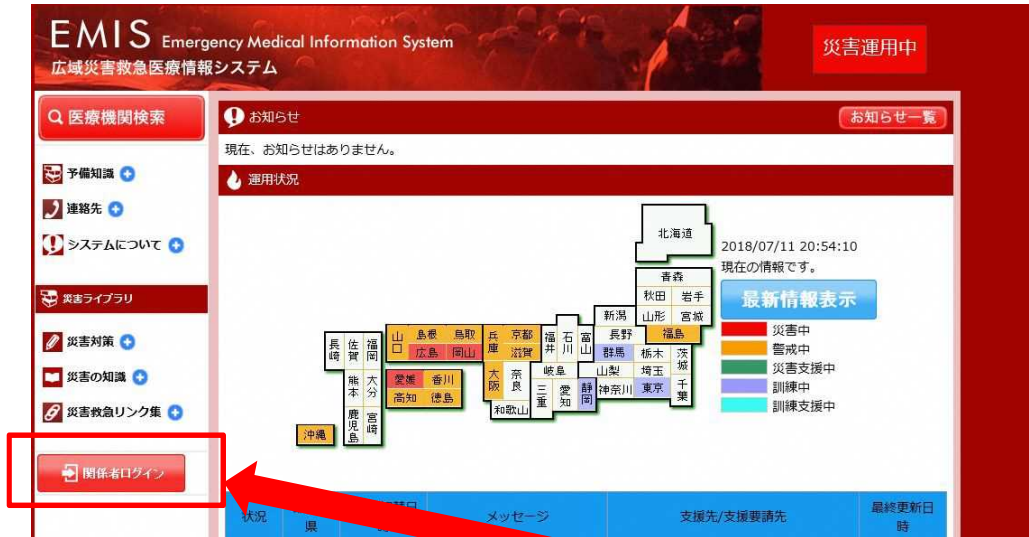 EMIS Emergency Medical Information System
広域災害救急医療情報システム
災害運用中
医療機関検索
予備知識
連絡先
システムについて
災害ライブラリ
災害対策
災害の知識
災害救急リンク集
関係者ログイン
お知らせ
お知らせ一覧
現在、お知らせはありません。
運用状況
北海道
青森
秋田 岩手
山形 宮城
新潟
福島
長野
群馬 栃木 茨城
山梨 埼玉
神奈川 東京 千葉
富山
石川
福井
岐阜
静岡
愛知
三重
京都
滋賀
兵庫
大阪
奈良
和歌山
島根 鳥取
山口
広島 岡山
愛媛 香川
高知 徳島
福岡
佐賀
長崎
大分
熊本
宮崎
鹿児島
沖縄
2018/07/11 20:54:10
現在の情報です。
最新情報表示
災害中
警戒中
災害支援中
訓練中
訓練支援中
状況
県
メッセージ
支援先/支援要請先
最終更新日時